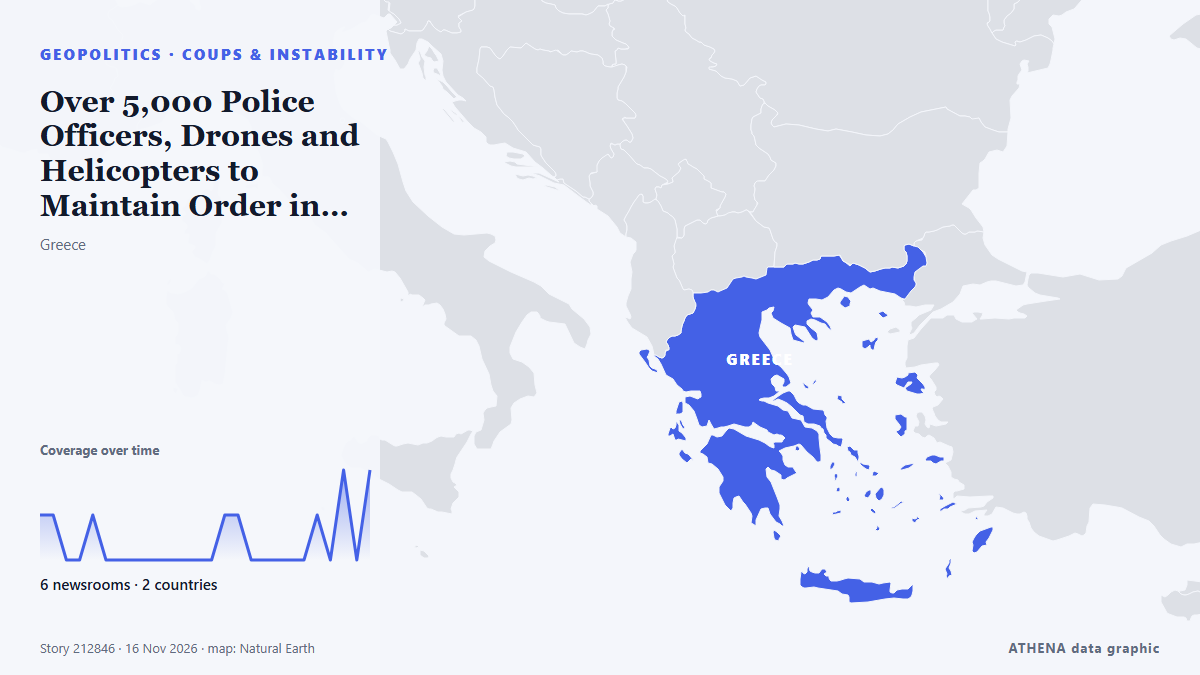 GEOPOLITICS · COUPS & INSTABILITY
Over 5,000 Police
Officers, Drones and
Helicopters to
Maintain Order in...
Greece
GREECE
Coverage over time
6 newsrooms · 2 countries
Story 212846 · 16 Nov 2026 · map: Natural Earth
ATHENA data graphic